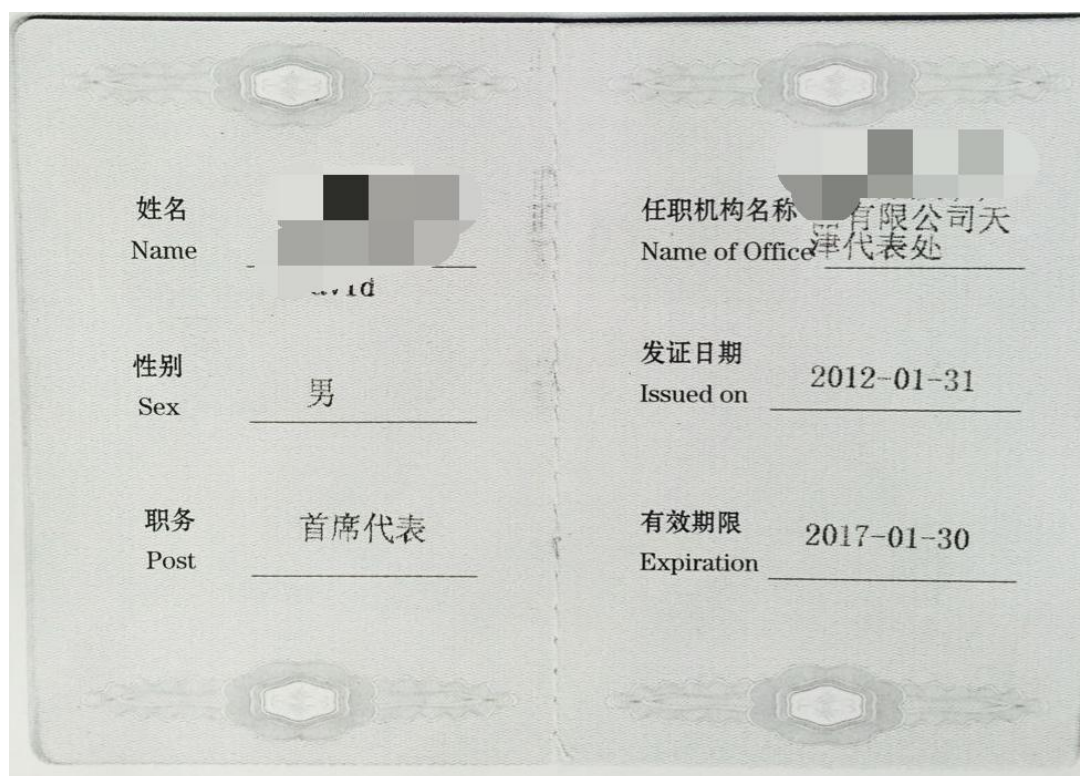 姓名
Name
性别
Sex
男
职务
Post
首席代表
任职机构名称
有限公司天
Name of Office
津代表处
发证日期
Issued on
2012-01-31
有效期限
Expiration
2017-01-30